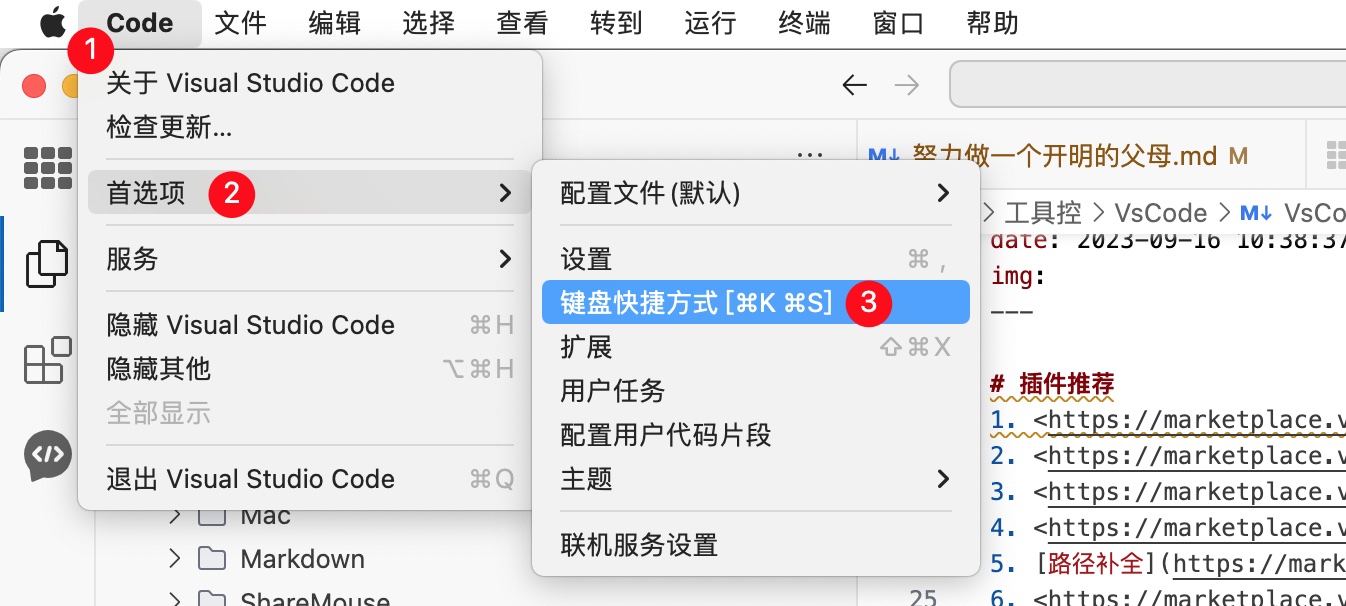 Code 文件 编辑 选择 查看 转到 运行 终端 窗口 帮助
1
关于 Visual Studio Code
检查更新...
首选项 2
服务
隐藏 Visual Studio Code ⌘H
隐藏其他 ⌥⌘H
全部显示
退出 Visual Studio Code ⌘Q
配置文件 (默认)
设置 ⌘ ,
键盘快捷方式 [⌘K ⌘S] 3
扩展 ⇧⌘X
用户任务
配置用户代码片段
主题
联机服务设置
Mac
Markdown
ShareMouse
···
M↓ 努力做一个开明的父母.md M
> 工具控 > VsCode > M↓ VsCo
date: 2023-09-16 10:38:37
img:
---
# 插件推荐
1. <https://marketplace.v
2. <https://marketplace.v
3. <https://marketplace.v
4. <https://marketplace.v
5. [路径补全](https://mark
25 6. <https://marketplace.v